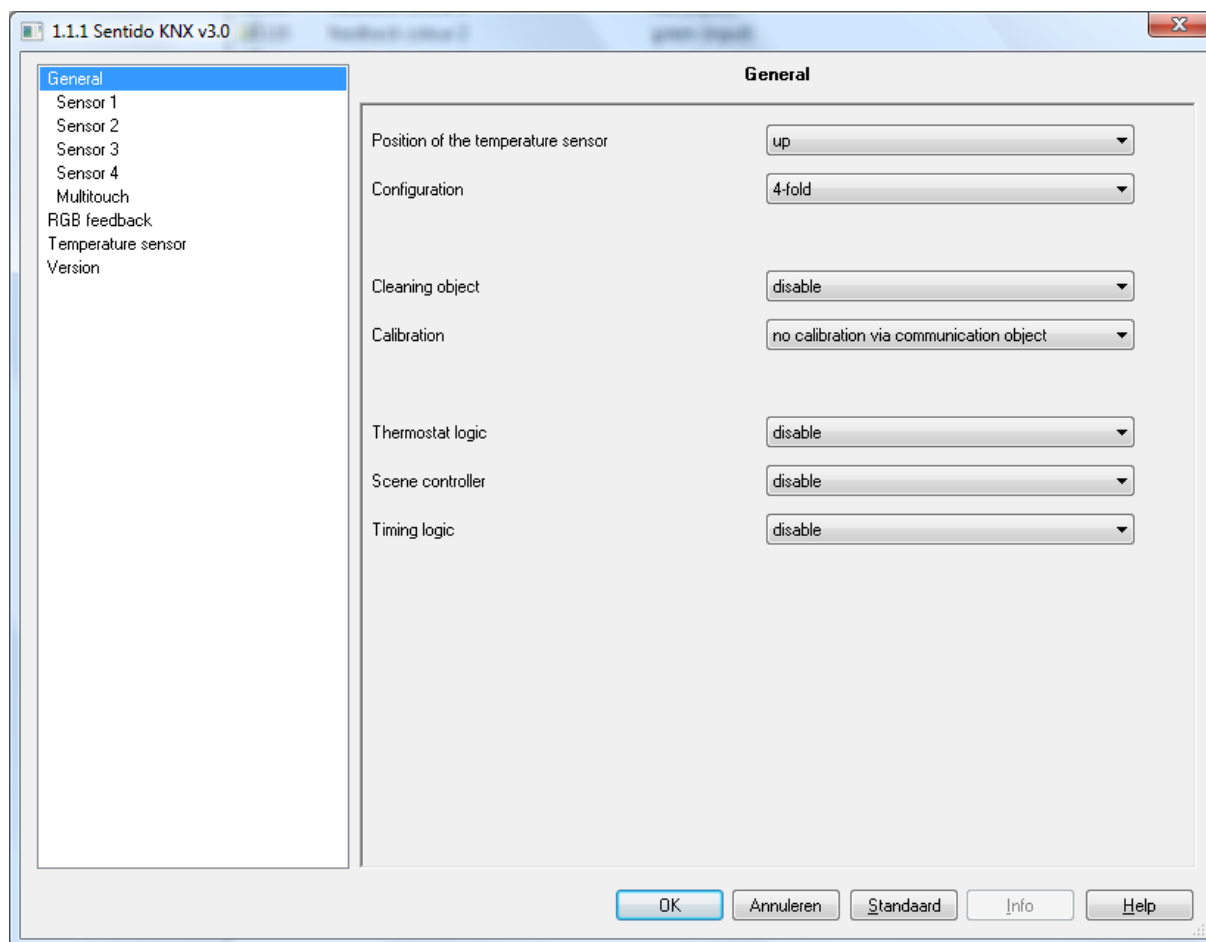 1.1.1 Sentido KNX v3.0
General
Sensor 1
Sensor 2
Sensor 3
Sensor 4
Multitouch
RGB feedback
Temperature sensor
Version
General
Position of the temperature sensor up
Configuration 4-fold
Cleaning object disable
Calibration no calibration via communication object
Thermostat logic disable
Scene controller disable
Timing logic disable
OK Annuleren Standaard Info Help